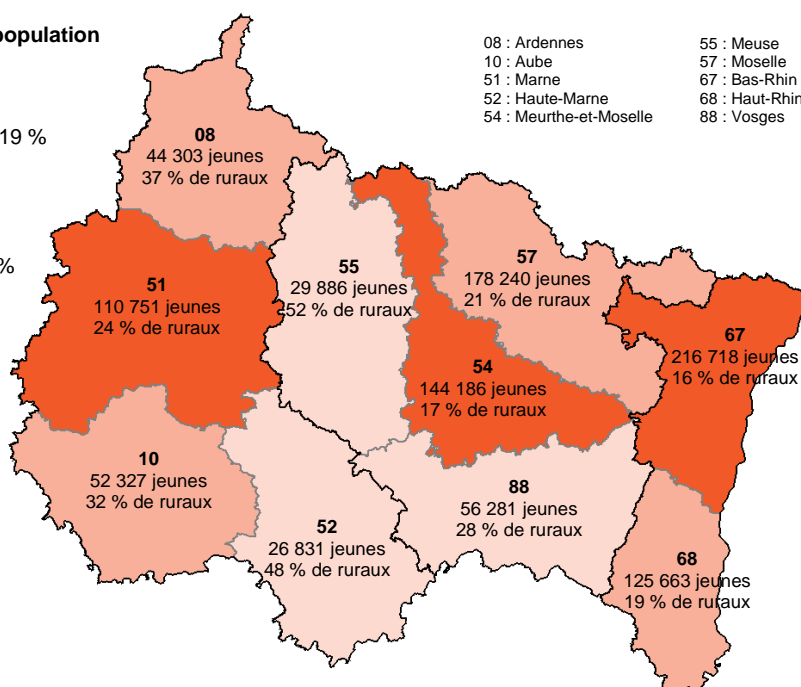 population
19 %
%
08 : Ardennes
10 : Aube
51 : Marne
52 : Haute-Marne
54 : Meurthe-et-Moselle
55 : Meuse
57 : Moselle
67 : Bas-Rhin
68 : Haut-Rhin
88 : Vosges
08
44 303 jeunes
37 % de ruraux
51
110 751 jeunes
24 % de ruraux
55
29 886 jeunes
52 % de ruraux
57
178 240 jeunes
21 % de ruraux
67
216 718 jeunes
16 % de ruraux
54
144 186 jeunes
17 % de ruraux
10
52 327 jeunes
32 % de ruraux
88
56 281 jeunes
28 % de ruraux
52
26 831 jeunes
48 % de ruraux
68
125 663 jeunes
19 % de ruraux